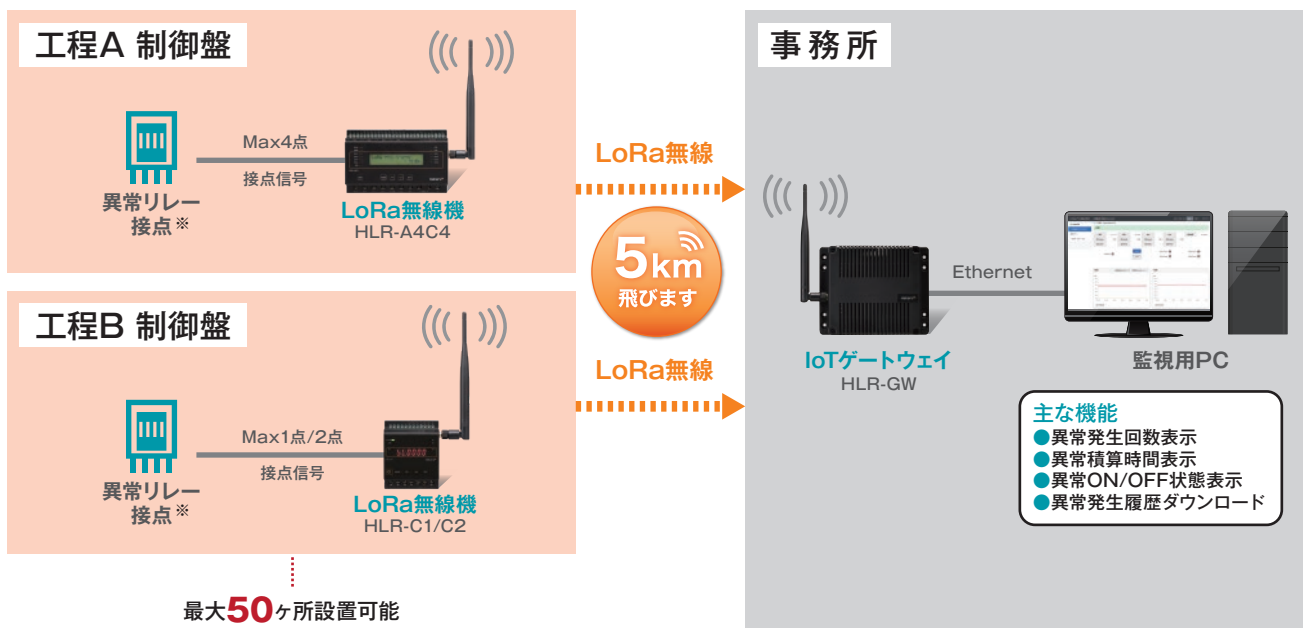 工程A 制御盤
Max4点
接点信号
異常リレー
接点※
LoRa無線機
HLR-A4C4
工程B 制御盤
Max1点/2点
接点信号
異常リレー
接点※
LoRa無線機
HLR-C1/C2
最大50ヶ所設置可能
LoRa無線
5km
飛びます
LoRa無線
事務所
Ethernet
IoTゲートウェイ
HLR-GW
監視用PC
主な機能
●異常発生回数表示
●異常積算時間表示
●異常ON/OFF状態表示
●異常発生履歴ダウンロード